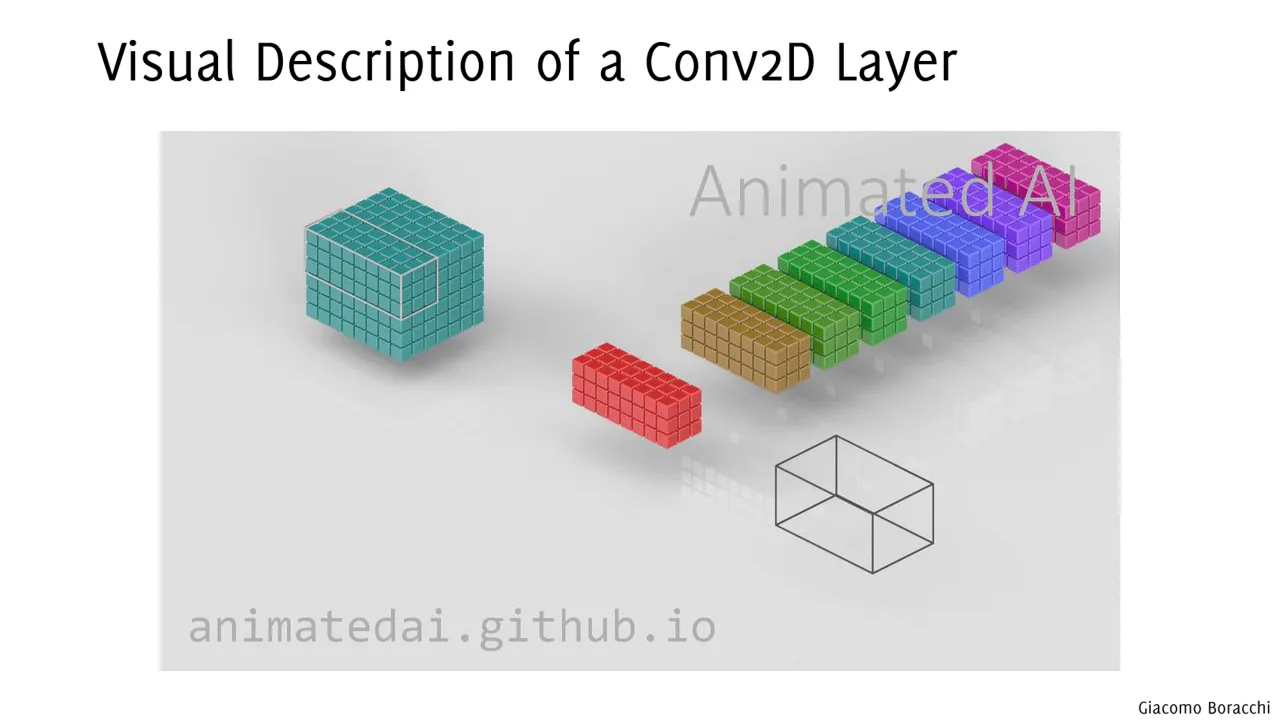 Visual Description of a Conv2D Layer
Animated AI
animatedai.github.io
Giacomo Boracchi